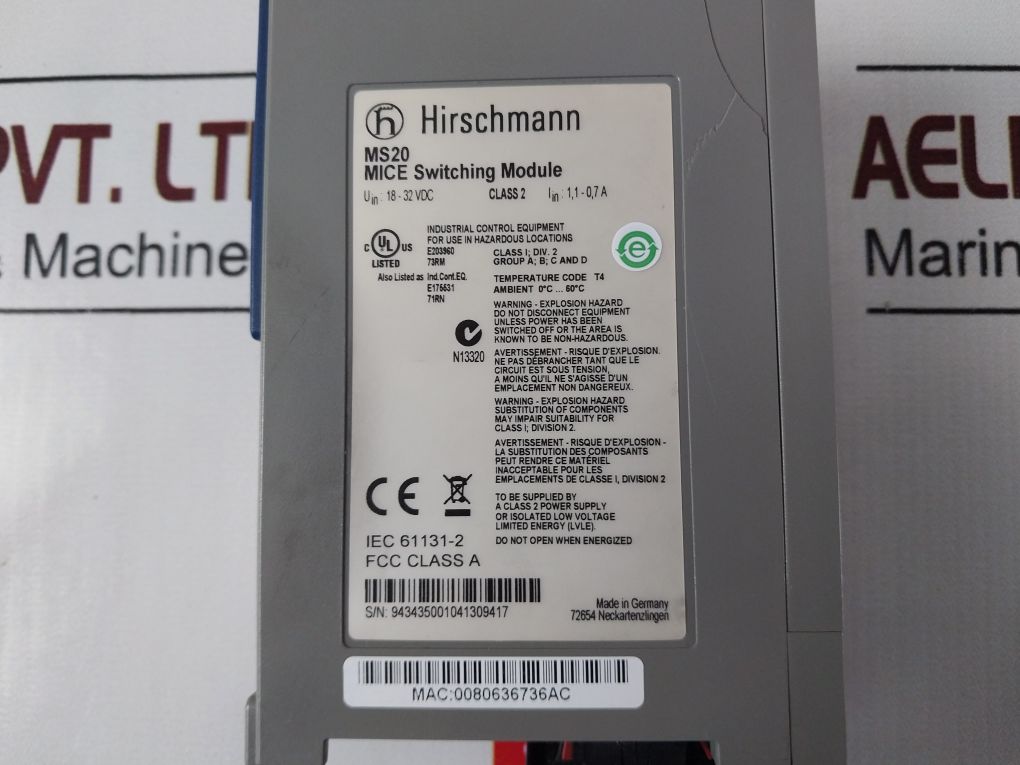 PVT. LT
Machine
AEL
Marin
Hirschmann
MS20
MICE Switching Module
Uin : 18 - 32 VDC CLASS 2 Iin : 1,1 - 0,7 A
INDUSTRIAL CONTROL EQUIPMENT
FOR USE IN HAZARDOUS LOCATIONS
C UL US
LISTED
E203960
73RM
CLASS I; DIV. 2
GROUP A; B; C AND D
Also Listed as Ind.Cont.EQ.
E175531
71RN
TEMPERATURE CODE T4
AMBIENT 0°C ... 60°C
N13320
WARNING - EXPLOSION HAZARD
DO NOT DISCONNECT EQUIPMENT
UNLESS POWER HAS BEEN
SWITCHED OFF OR THE AREA IS
KNOWN TO BE NON-HAZARDOUS.
AVERTISSEMENT - RISQUE D'EXPLOSION.
NE PAS DÉBRANCHER TANT QUE LE
CIRCUIT EST SOUS TENSION,
A MOINS QU'IL NE S'AGISSE D'UN
EMPLACEMENT NON DANGEREUX.
WARNING - EXPLOSION HAZARD
SUBSTITUTION OF COMPONENTS
MAY IMPAIR SUITABILITY FOR
CLASS I; DIVISION 2.
AVERTISSEMENT - RISQUE D'EXPLOSION -
LA SUBSTITUTION DES COMPOSANTS
PEUT RENDRE CE MATÉRIEL
INACCEPTABLE POUR LES
EMPLACEMENTS DE CLASSE I, DIVISION 2
TO BE SUPPLIED BY
A CLASS 2 POWER SUPPLY
OR ISOLATED LOW VOLTAGE
LIMITED ENERGY (LVLE).
DO NOT OPEN WHEN ENERGIZED
CE
IEC 61131-2
FCC CLASS A
S/N: 943435001041309417
Made in Germany
72654 Neckartenzlingen
MAC:0080636736AC